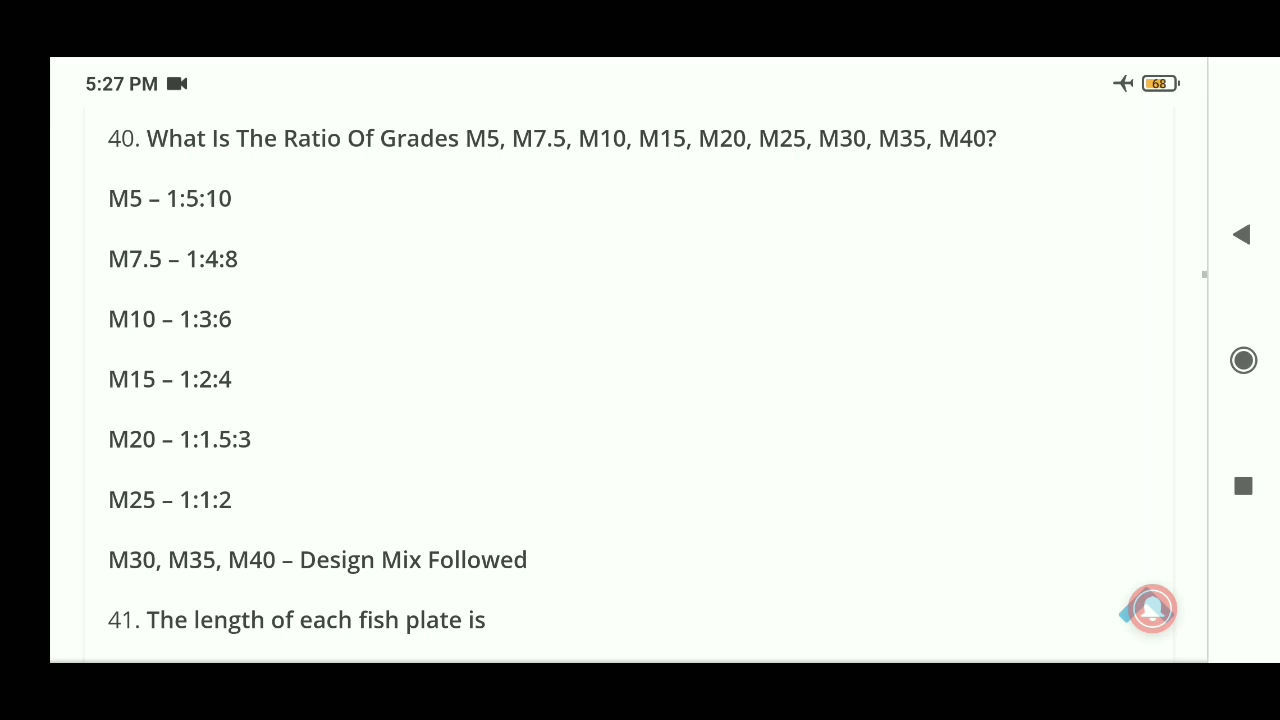 5:27 PM
68
40. What Is The Ratio Of Grades M5, M7.5, M10, M15, M20, M25, M30, M35, M40?
M5 – 1:5:10
M7.5 – 1:4:8
M10 – 1:3:6
M15 – 1:2:4
M20 – 1:1.5:3
M25 – 1:1:2
M30, M35, M40 – Design Mix Followed
41. The length of each fish plate is